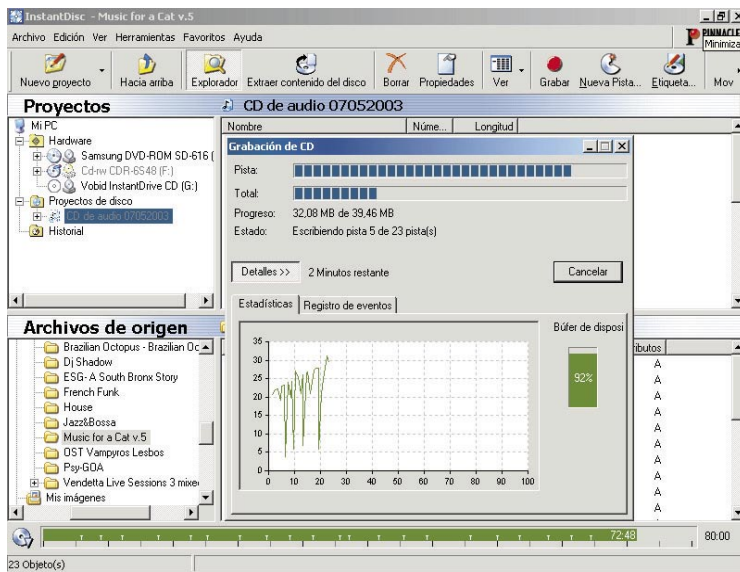 InstantDisc - Music for a Cat v.5
Archivo Edición Ver Herramientas Favoritos Ayuda
PINNACLE
Minimiza
Nuevo proyecto Hacia arriba Explorador Extraer contenido del disco Borrar Propiedades Ver Grabar Nueva Pista... Etiqueta... Mov
Proyectos
CD de audio 07052003
Mi PC
Hardware
Samsung DVD-ROM SD-616 (
Cd-rw CDR-6S48 (F:)
Vobid InstantDrive CD (G:)
Proyectos de disco
CD de audio 07052003
Historial
Nombre Núme... Longitud
Grabación de CD
Pista:
Total:
Progreso: 32,08 MB de 39,46 MB
Estado: Escribiendo pista 5 de 23 pista(s)
Detalles >> 2 Minutos restante Cancelar
Estadísticas Registro de eventos
Búfer de disposi
92%
35
30
25
20
15
10
5
0
0 10 20 30 40 50 60 70 80 90 100
Archivos de origen
Brazilian Octopus - Brazilian Oc
Dj Shadow
ESG- A South Bronx Story
French Funk
House
Jazz&Bossa
Music for a Cat v.5
OST Vampyros Lesbos
Psy-GOA
Vendetta Live Sessions 3 mixe
Mis imágenes
ributos
A
A
A
A
A
A
A
A
A
A
72:48 80:00
23 Objeto(s)